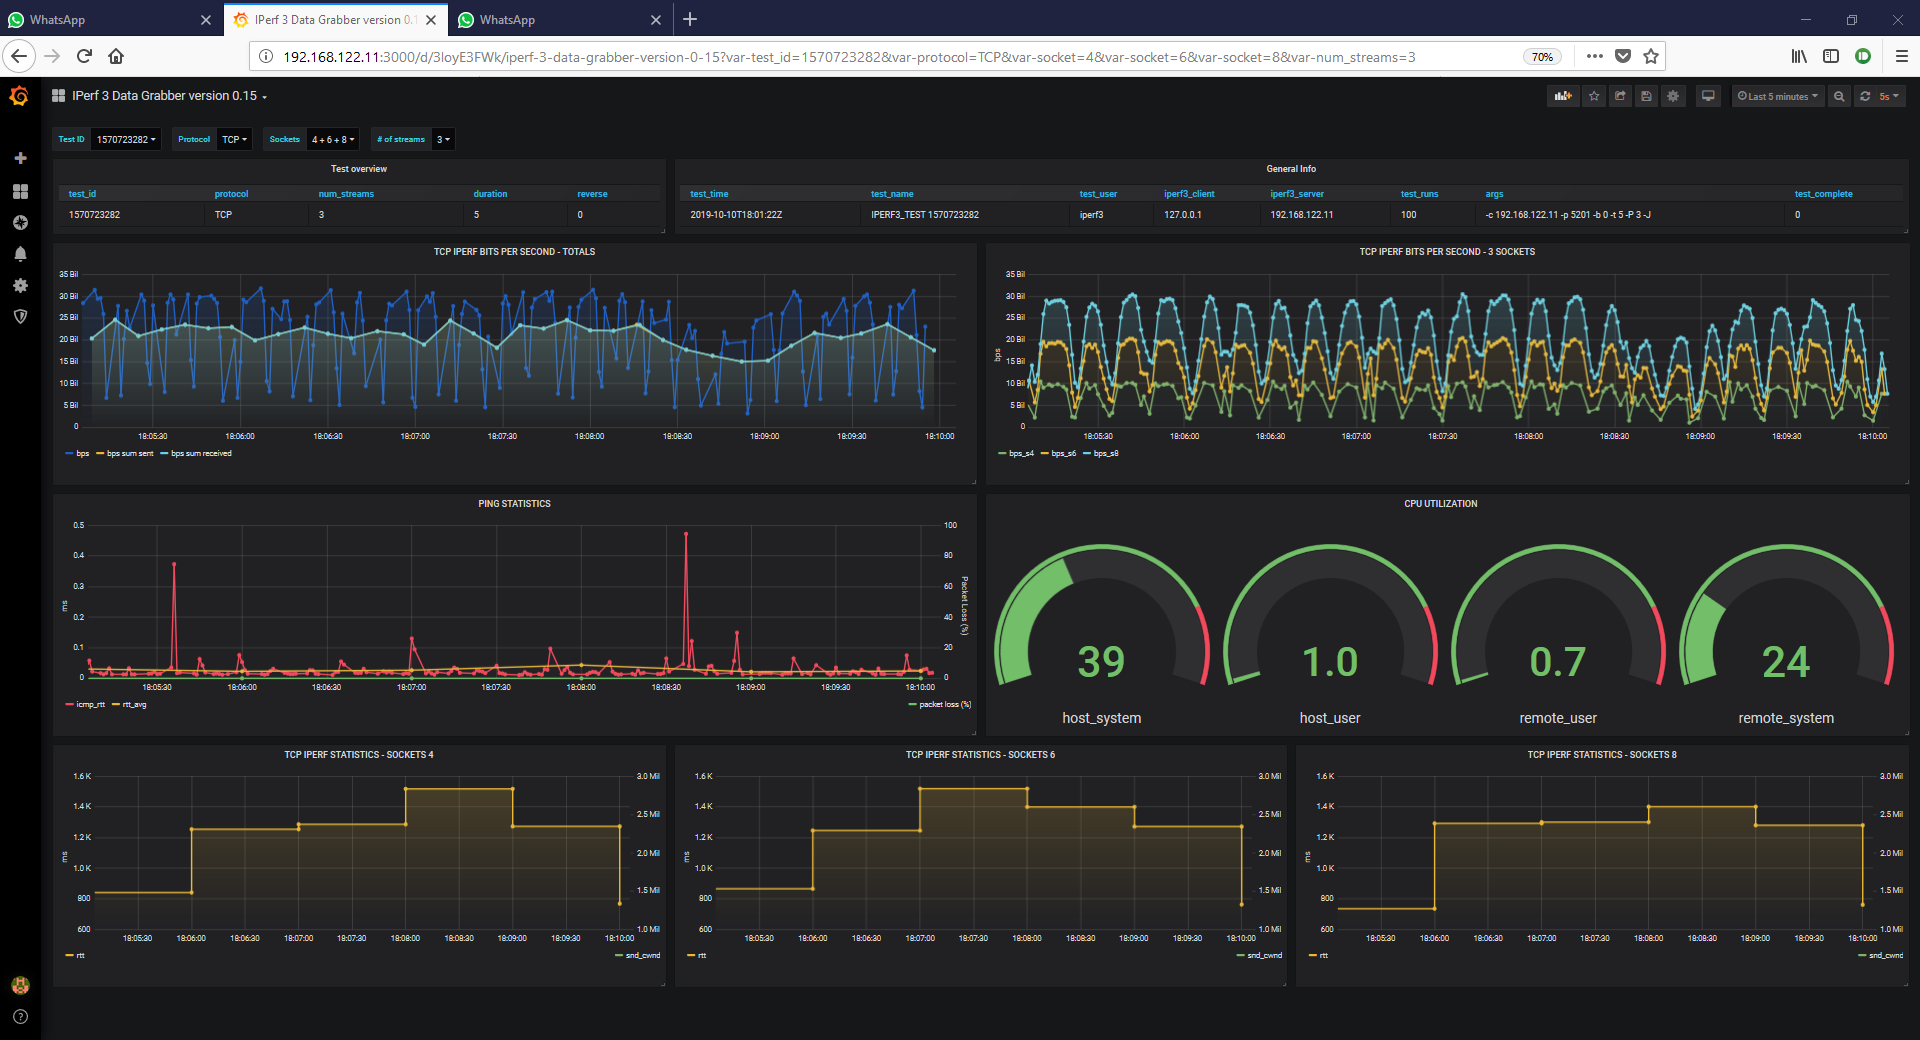 WhatsApp
IPerf 3 Data Grabber version 0.1
WhatsApp
192.168.122.11:3000/d/3IoyE3FWk/iperf-3-data-grabber-version-0-15?var-test_id=1570723282&var-protocol=TCP&var-socket=4&var-socket=6&var-socket=8&var-num_streams=3
70%
IPerf 3 Data Grabber version 0.15
Last 5 minutes
5s
Test ID 1570723282 Protocol TCP Sockets 4 + 6 + 8 # of streams 3
Test overview
test_id protocol num_streams duration reverse
1570723282 TCP 3 5 0
General Info
test_time test_name test_user iperf3_client iperf3_server test_runs args test_complete
2019-10-10T18:01:22Z IPERF3_TEST 1570723282 iperf3 127.0.0.1 192.168.122.11 100 -c 192.168.122.11 -p 5201 -b 0 -t 5 -P 3 -J 0
TCP IPERF BITS PER SECOND - TOTALS
35 Bil
30 Bil
25 Bil
20 Bil
15 Bil
10 Bil
5 Bil
0
18:05:30 18:06:00 18:06:30 18:07:00 18:07:30 18:08:00 18:08:30 18:09:00 18:09:30 18:10:00
bps bps sum sent bps sum received
TCP IPERF BITS PER SECOND - 3 SOCKETS
bps
35 Bil
30 Bil
25 Bil
20 Bil
15 Bil
10 Bil
5 Bil
0
18:05:30 18:06:00 18:06:30 18:07:00 18:07:30 18:08:00 18:08:30 18:09:00 18:09:30 18:10:00
bps_s4 bps_s6 bps_s8
PING STATISTICS
ms
0.5
0.4
0.3
0.2
0.1
0
100
80
60
40
20
0
Packet Loss (%)
18:05:30 18:06:00 18:06:30 18:07:00 18:07:30 18:08:00 18:08:30 18:09:00 18:09:30 18:10:00
icmp_rtt rtt_avg packet loss (%)
CPU UTILIZATION
39 1.0 0.7 24
host_system host_user remote_user remote_system
TCP IPERF STATISTICS - SOCKETS 4
ms
1.6 K
1.4 K
1.2 K
1.0 K
800
600
3.0 Mil
2.5 Mil
2.0 Mil
1.5 Mil
1.0 Mil
18:05:30 18:06:00 18:06:30 18:07:00 18:07:30 18:08:00 18:08:30 18:09:00 18:09:30 18:10:00
rtt snd_cwnd
TCP IPERF STATISTICS - SOCKETS 6
ms
1.6 K
1.4 K
1.2 K
1.0 K
800
600
3.0 Mil
2.5 Mil
2.0 Mil
1.5 Mil
1.0 Mil
18:05:30 18:06:00 18:06:30 18:07:00 18:07:30 18:08:00 18:08:30 18:09:00 18:09:30 18:10:00
rtt snd_cwnd
TCP IPERF STATISTICS - SOCKETS 8
ms
1.6 K
1.4 K
1.2 K
1.0 K
800
600
3.0 Mil
2.5 Mil
2.0 Mil
1.5 Mil
1.0 Mil
18:05:30 18:06:00 18:06:30 18:07:00 18:07:30 18:08:00 18:08:30 18:09:00 18:09:30 18:10:00
rtt snd_cwnd